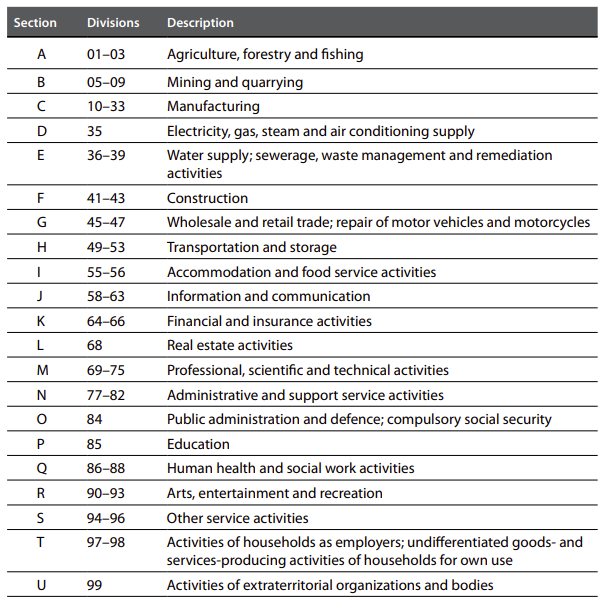 Section Divisions Description
A 01–03 Agriculture, forestry and fishing
B 05–09 Mining and quarrying
C 10–33 Manufacturing
D 35 Electricity, gas, steam and air conditioning supply
E 36–39 Water supply; sewerage, waste management and remediation
activities
F 41–43 Construction
G 45–47 Wholesale and retail trade; repair of motor vehicles and motorcycles
H 49–53 Transportation and storage
I 55–56 Accommodation and food service activities
J 58–63 Information and communication
K 64–66 Financial and insurance activities
L 68 Real estate activities
M 69–75 Professional, scientific and technical activities
N 77–82 Administrative and support service activities
O 84 Public administration and defence; compulsory social security
P 85 Education
Q 86–88 Human health and social work activities
R 90–93 Arts, entertainment and recreation
S 94–96 Other service activities
T 97–98 Activities of households as employers; undifferentiated goods- and
services-producing activities of households for own use
U 99 Activities of extraterritorial organizations and bodies